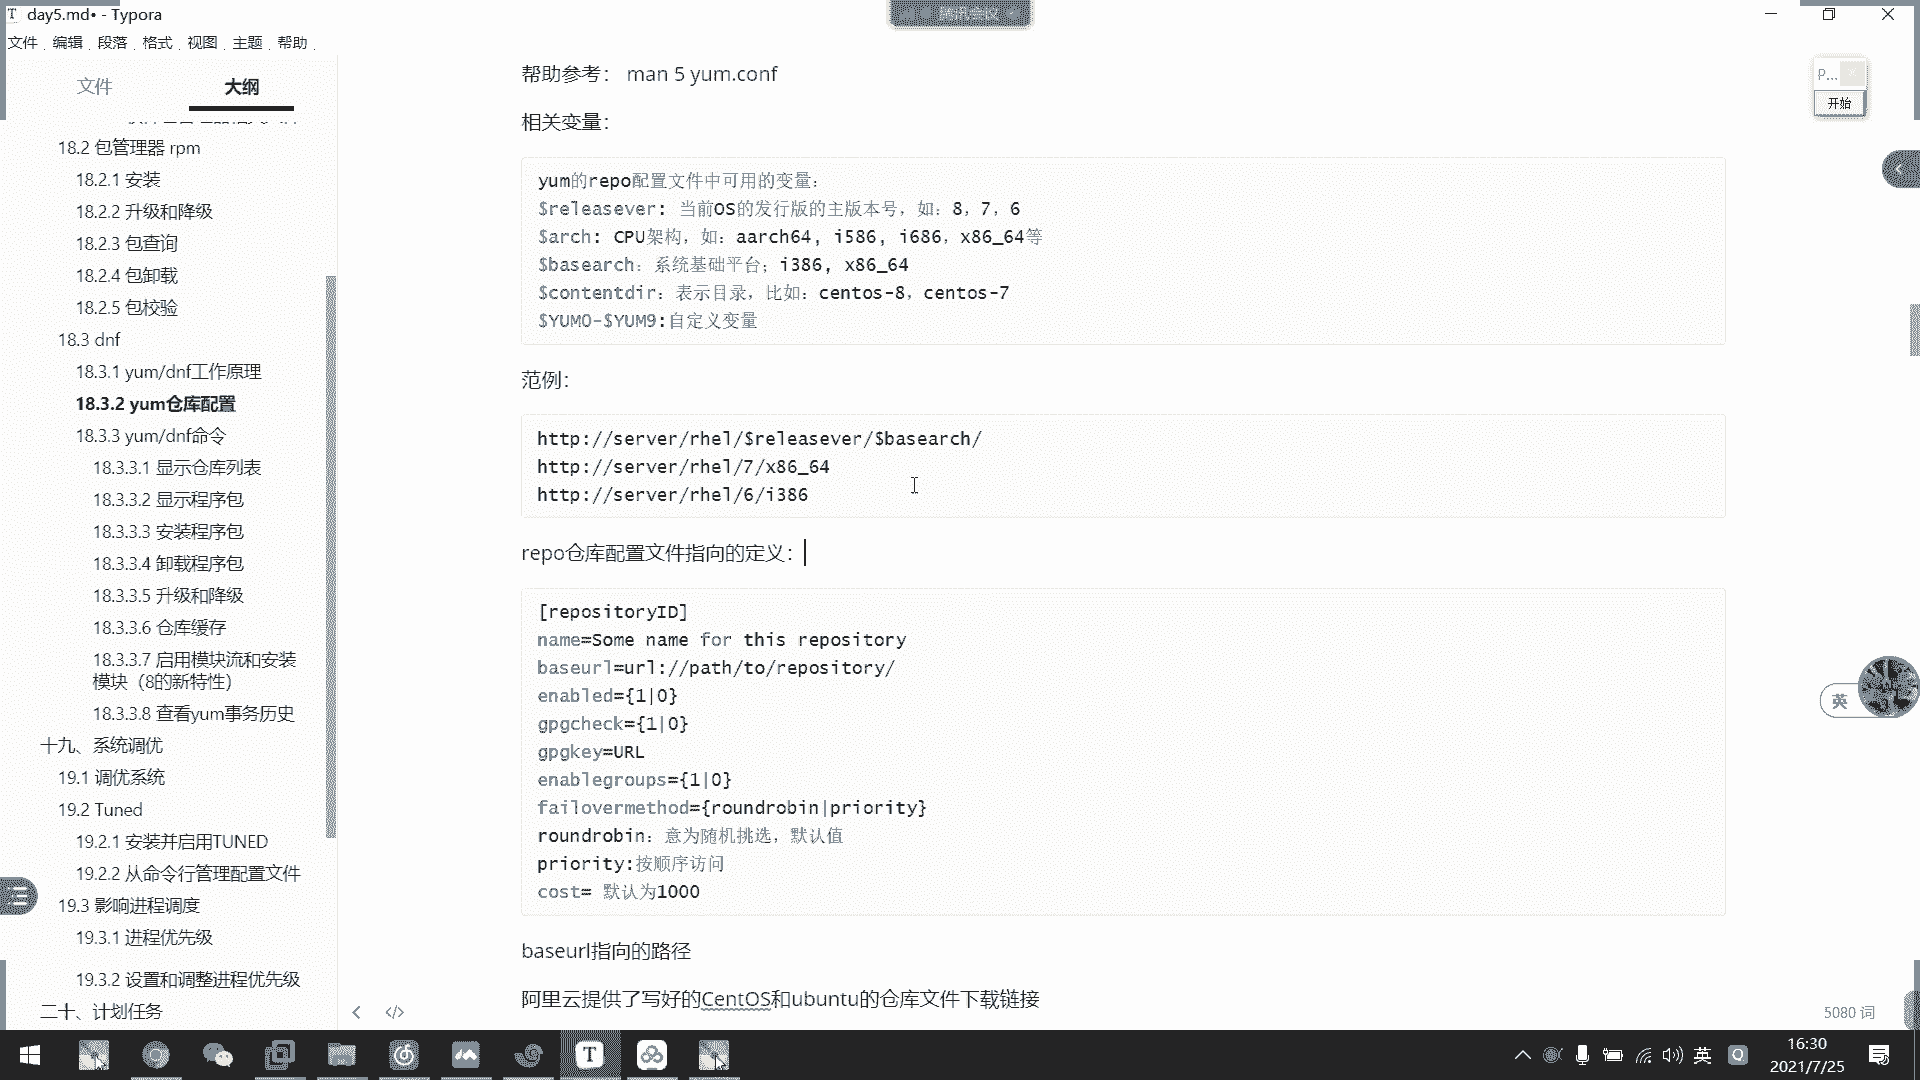 day5.md• - Typora
腾讯会议
文件 编辑 段落 格式 视图 主题 帮助
文件 大纲
18.2 包管理器 rpm
18.2.1 安装
18.2.2 升级和降级
18.2.3 包查询
18.2.4 包卸载
18.2.5 包校验
18.3 dnf
18.3.1 yum/dnf工作原理
18.3.2 yum仓库配置
18.3.3 yum/dnf命令
18.3.3.1 显示仓库列表
18.3.3.2 显示程序包
18.3.3.3 安装程序包
18.3.3.4 卸载程序包
18.3.3.5 升级和降级
18.3.3.6 仓库缓存
18.3.3.7 启用模块流和安装
模块（8的新特性）
18.3.3.8 查看yum事务历史
十九、系统调优
19.1 调优系统
19.2 Tuned
19.2.1 安装并启用TUNED
19.2.2 从命令行管理配置文件
19.3 影响进程调度
19.3.1 进程优先级
19.3.2 设置和调整进程优先级
二十、计划任务
帮助参考： man 5 yum.conf
相关变量：
yum的repo配置文件中可用的变量：
$releasever: 当前OS的发行版的主版本号，如：8，7，6
$arch: CPU架构，如：aarch64, i586, i686，x86_64等
$basearch：系统基础平台；i386, x86_64
$contentdir：表示目录，比如：centos-8，centos-7
$YUM0-$YUM9:自定义变量
范例：
http://server/rhel/$releasever/$basearch/
http://server/rhel/7/x86_64
http://server/rhel/6/i386
repo仓库配置文件指向的定义：
[repositoryID]
name=Some name for this repository
baseurl=url://path/to/repository/
enabled={1|0}
gpgcheck={1|0}
gpgkey=URL
enablegroups={1|0}
failovermethod={roundrobin|priority}
roundrobin：意为随机挑选，默认值
priority:按顺序访问
cost= 默认为1000
baseurl指向的路径
阿里云提供了写好的CentOS和ubuntu的仓库文件下载链接
P...
开始
英
5080 词
英
16:30
2021/7/25